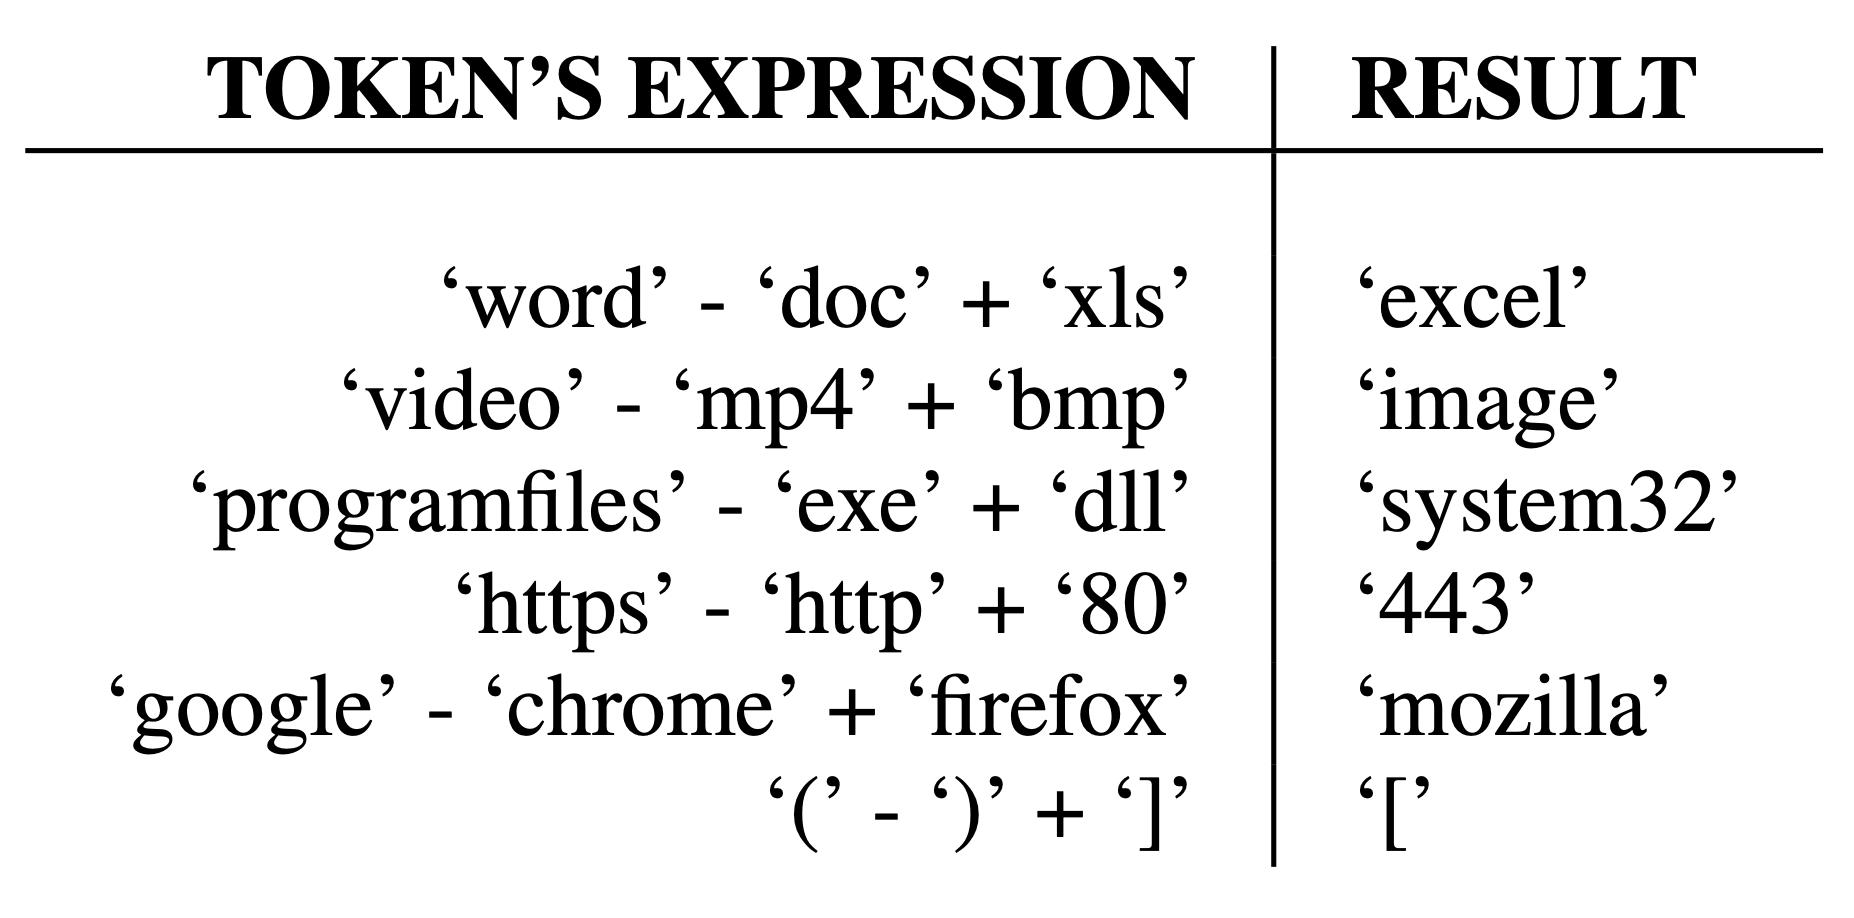 TOKEN’S EXPRESSION RESULT
‘word’ - ‘doc’ + ‘xls’ ‘excel’
‘video’ - ‘mp4’ + ‘bmp’ ‘image’
‘programfiles’ - ‘exe’ + ‘dll’ ‘system32’
‘https’ - ‘http’ + ‘80’ ‘443’
‘google’ - ‘chrome’ + ‘firefox’ ‘mozilla’
‘(’ - ‘)’ + ‘]’ ‘[’